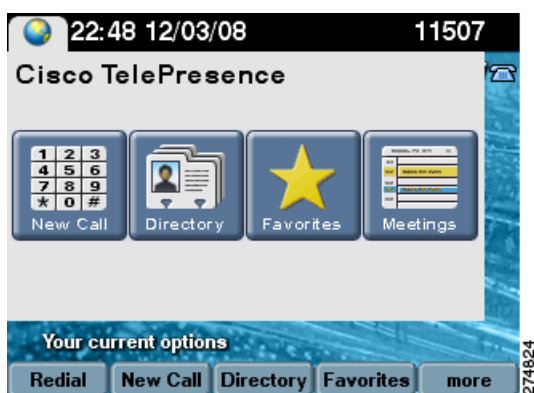 22:48 12/03/08 11507
Cisco TelePresence
1 2 3
4 5 6
7 8 9
* 0 #
New Call Directory Favorites Meetings
Your current options
Redial New Call Directory Favorites more
274824